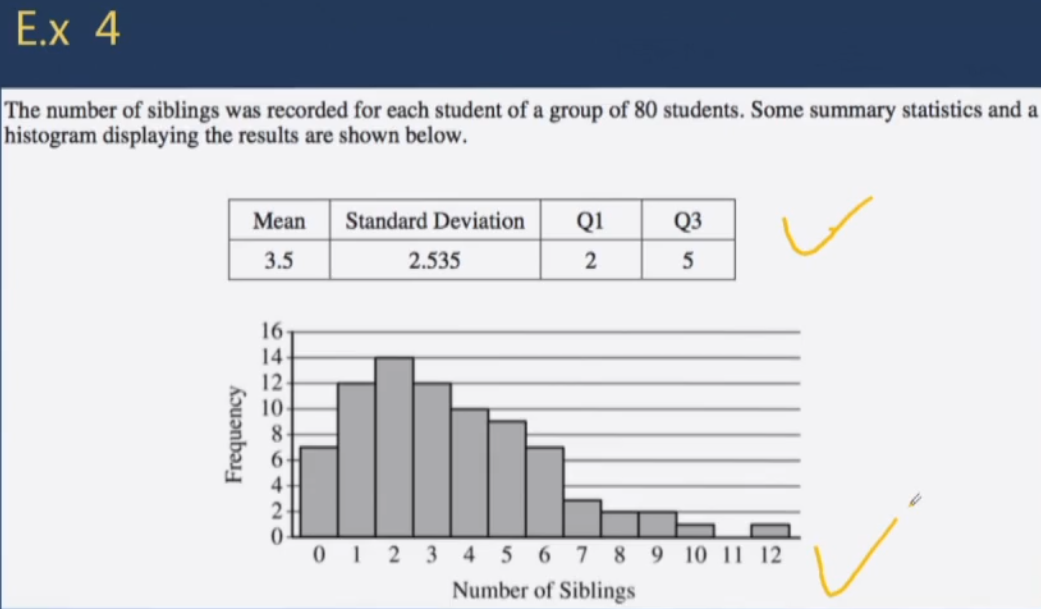 E.x 4
The number of siblings was recorded for each student of a group of 80 students. Some summary statistics and a
histogram displaying the results are shown below.
Mean Standard Deviation Q1 Q3
3.5 2.535 2 5
16
14
12
10
8
6
4
2
0
Frequency
0 1 2 3 4 5 6 7 8 9 10 11 12
Number of Siblings